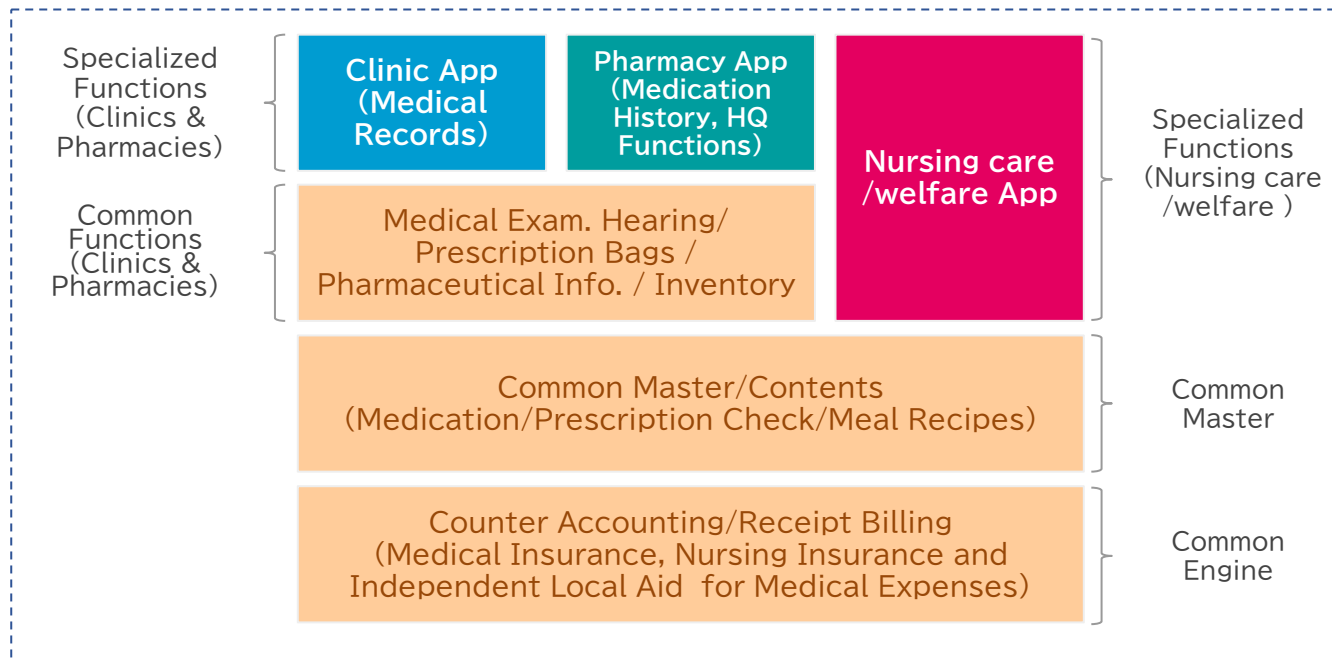 Specialized
Functions
(Clinics &
Pharmacies)
Clinic App
(Medical
Records)
Pharmacy App
(Medication
History, HQ
Functions)
Nursing care
/welfare App
Specialized
Functions
(Nursing care
/welfare )
Common
Functions
(Clinics &
Pharmacies)
Medical Exam. Hearing/
Prescription Bags /
Pharmaceutical Info. / Inventory
Common Master/Contents
(Medication/Prescription Check/Meal Recipes)
Common
Master
Counter Accounting/Receipt Billing
(Medical Insurance, Nursing Insurance and
Independent Local Aid for Medical Expenses)
Common
Engine